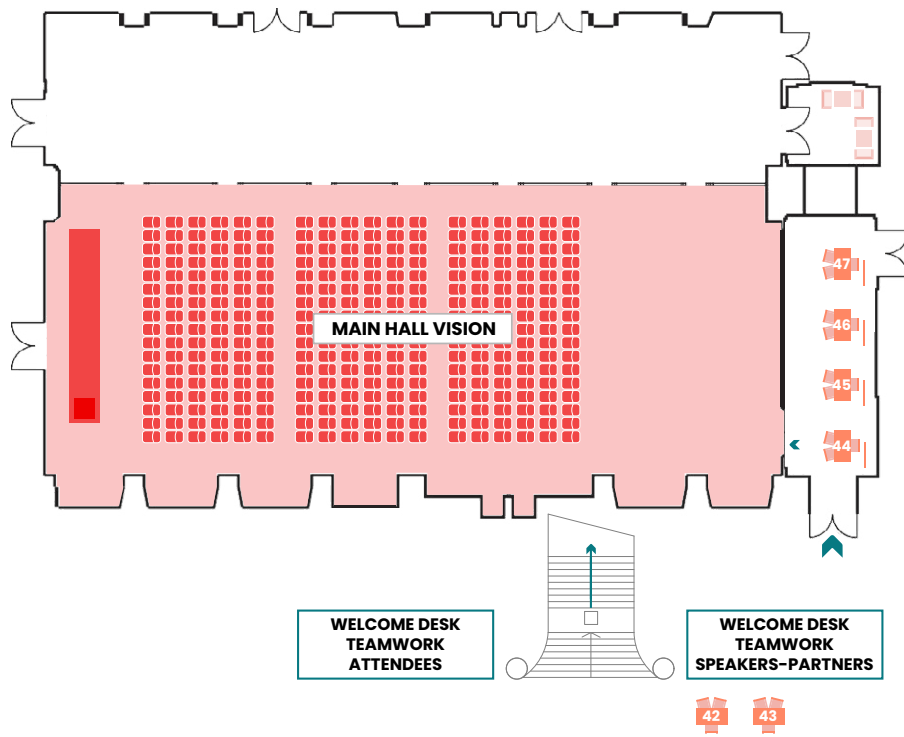 47
MAIN HALL VISION
46
45
44
WELCOME DESK
TEAMWORK
ATTENDEES
WELCOME DESK
TEAMWORK
SPEAKERS-PARTNERS
42
43